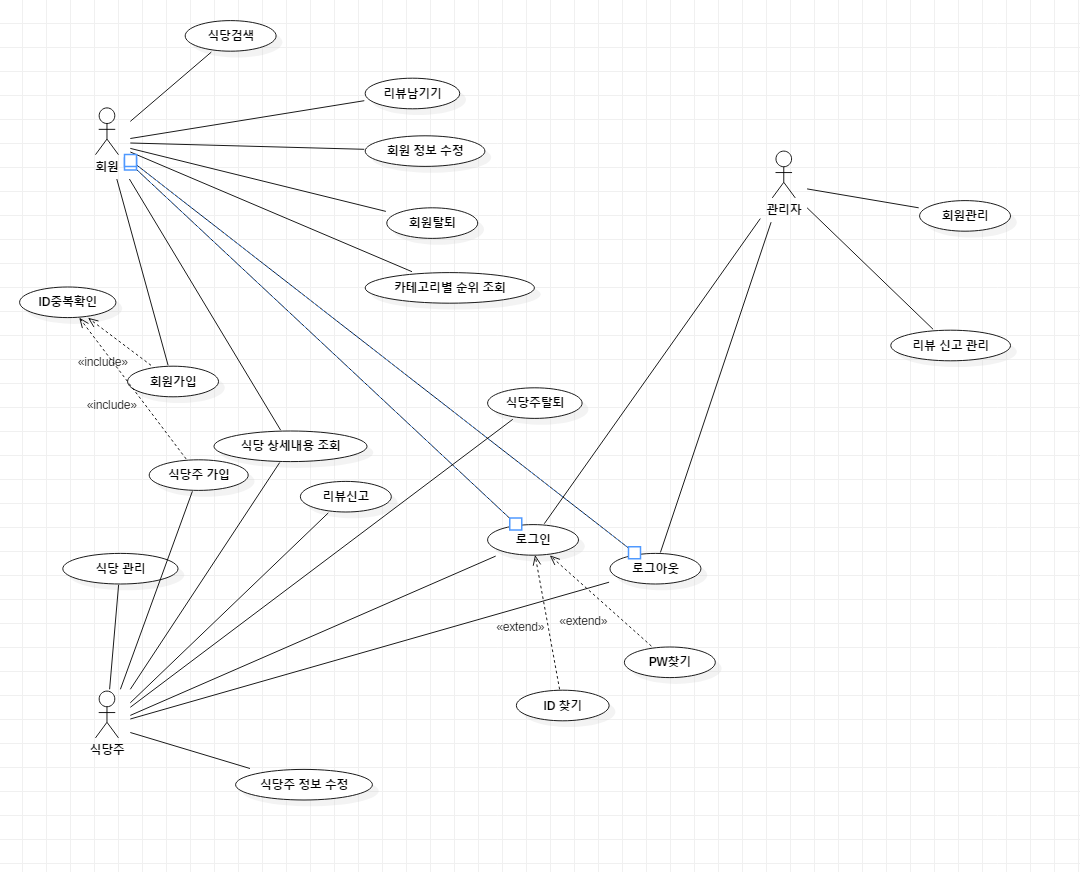 식당검색
리뷰남기기
회원 정보 수정
회원
관리자
회원관리
회원탈퇴
카테고리별 순위 조회
ID중복확인
리뷰 신고 관리
«include»
회원가입
«include»
식당주탈퇴
식당 상세내용 조회
식당주 가입
리뷰신고
로그인
식당 관리
로그아웃
«extend»
«extend»
PW찾기
ID 찾기
식당주
식당주 정보 수정